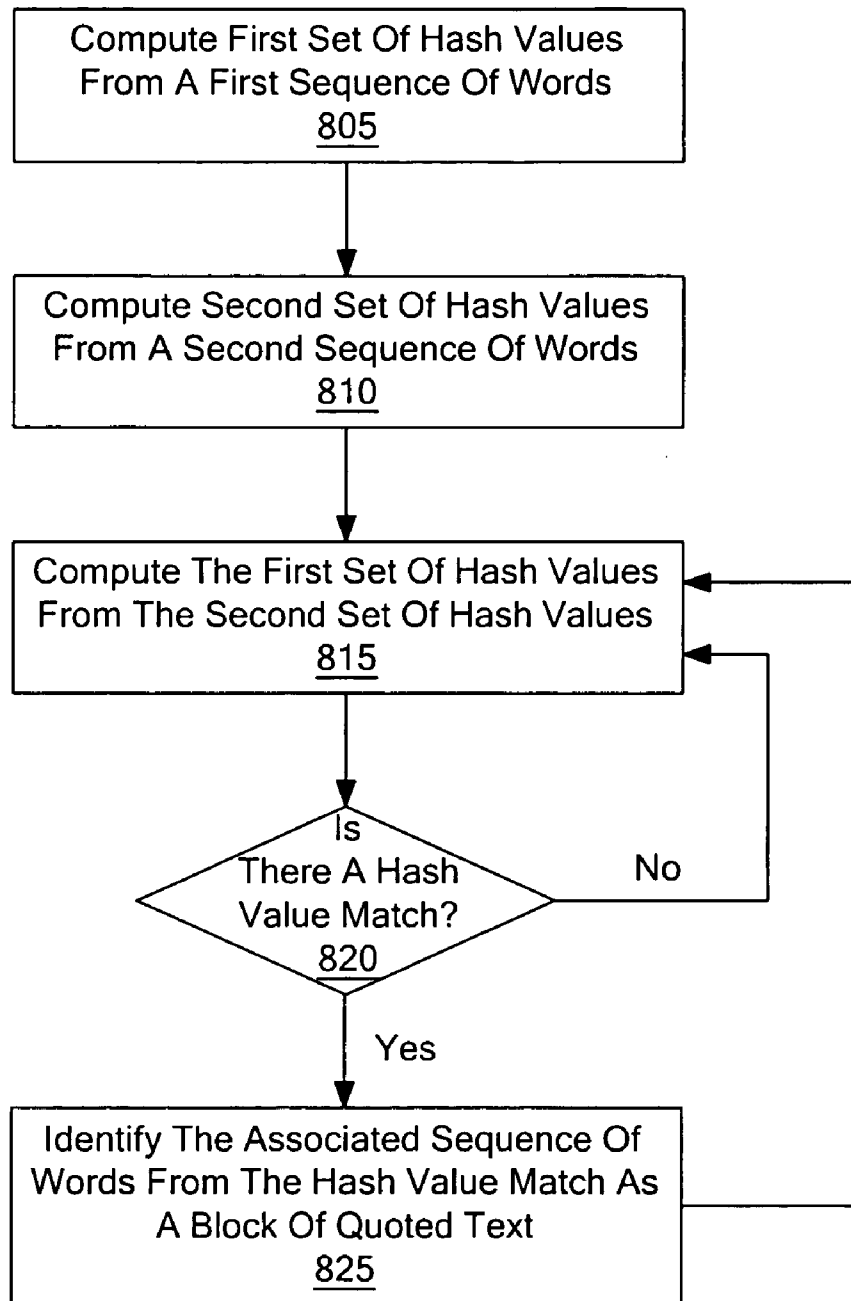 Compute First Set Of Hash Values
From A First Sequence Of Words
805
Compute Second Set Of Hash Values
From A Second Sequence Of Words
810
Compute The First Set Of Hash Values
From The Second Set Of Hash Values
815
Is
There A Hash
Value Match?
820
No
Yes
Identify The Associated Sequence Of
Words From The Hash Value Match As
A Block Of Quoted Text
825